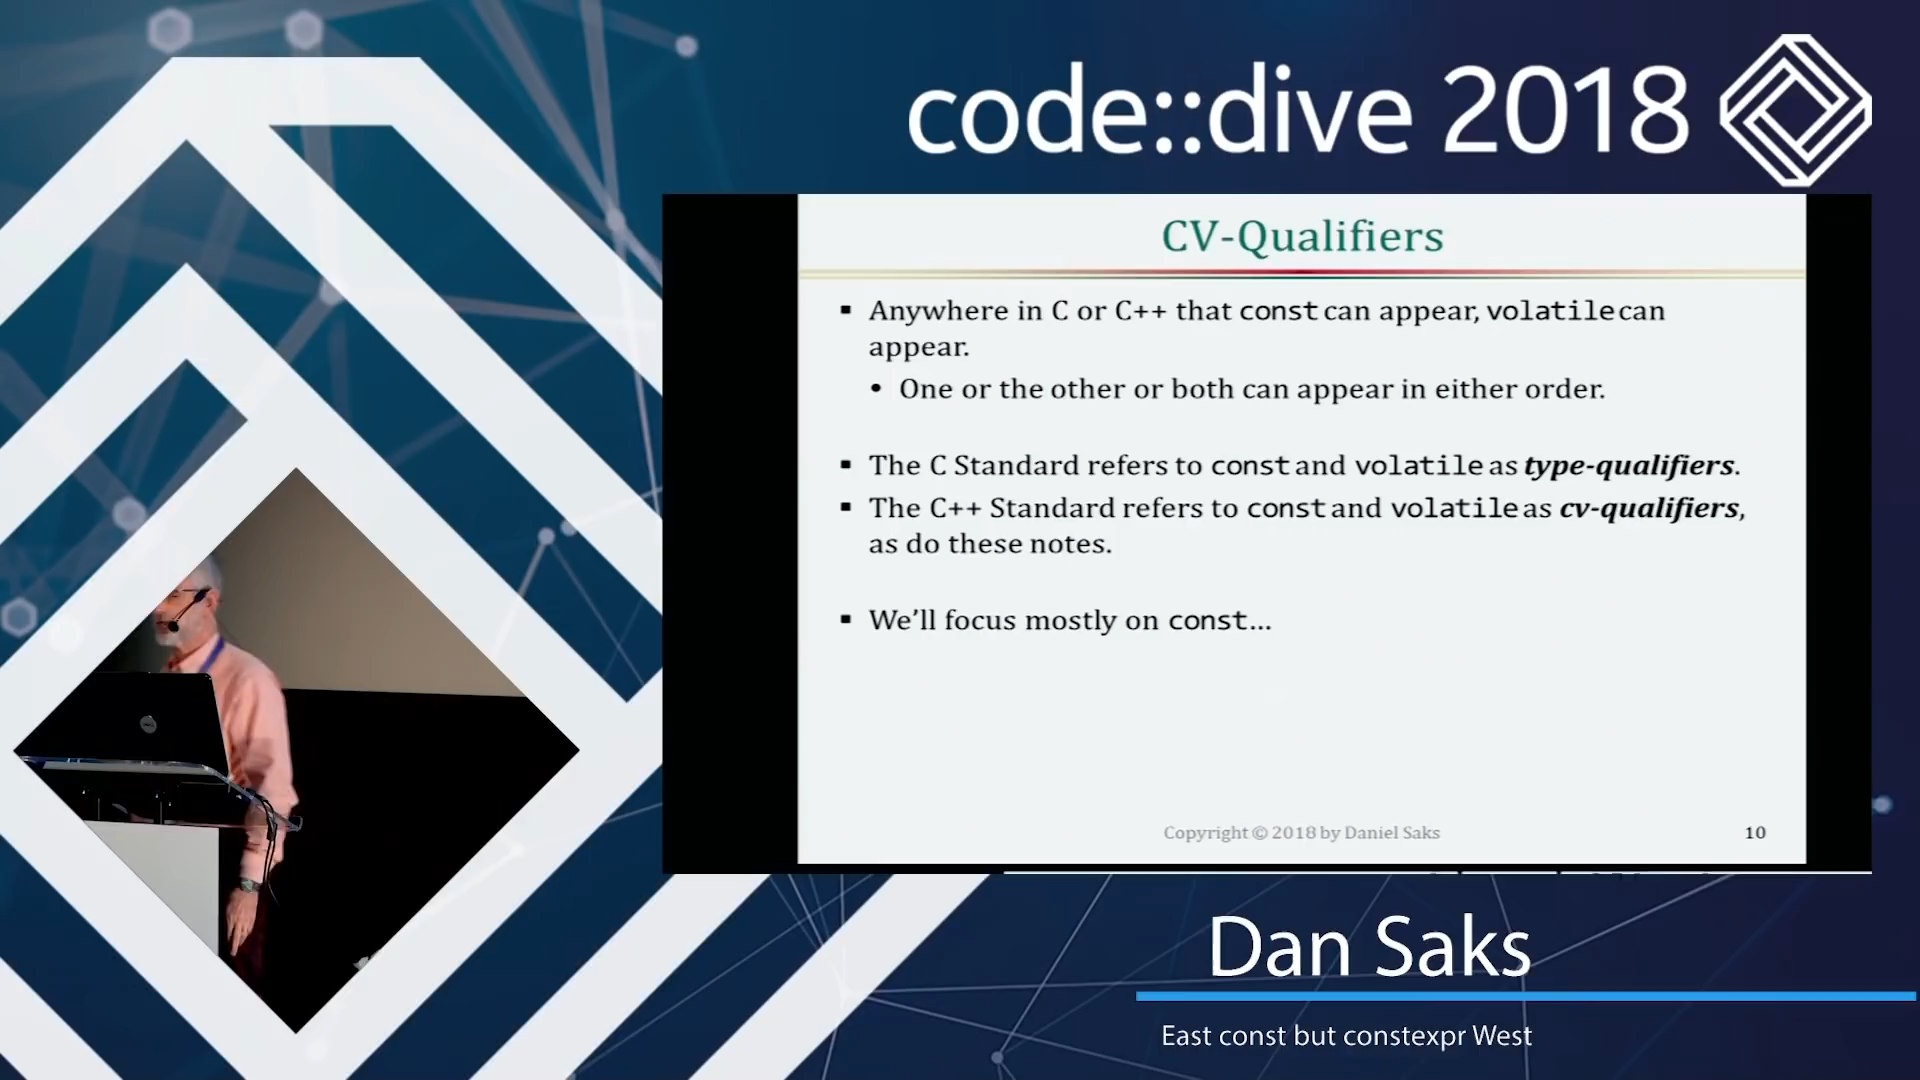 code::dive 2018
CV-Qualifiers
▪ Anywhere in C or C++ that const can appear, volatile can
appear.
• One or the other or both can appear in either order.
▪ The C Standard refers to const and volatile as type-qualifiers.
▪ The C++ Standard refers to const and volatile as cv-qualifiers,
as do these notes.
▪ We'll focus mostly on const...
Copyright © 2018 by Daniel Saks
10
Dan Saks
East const but constexpr West